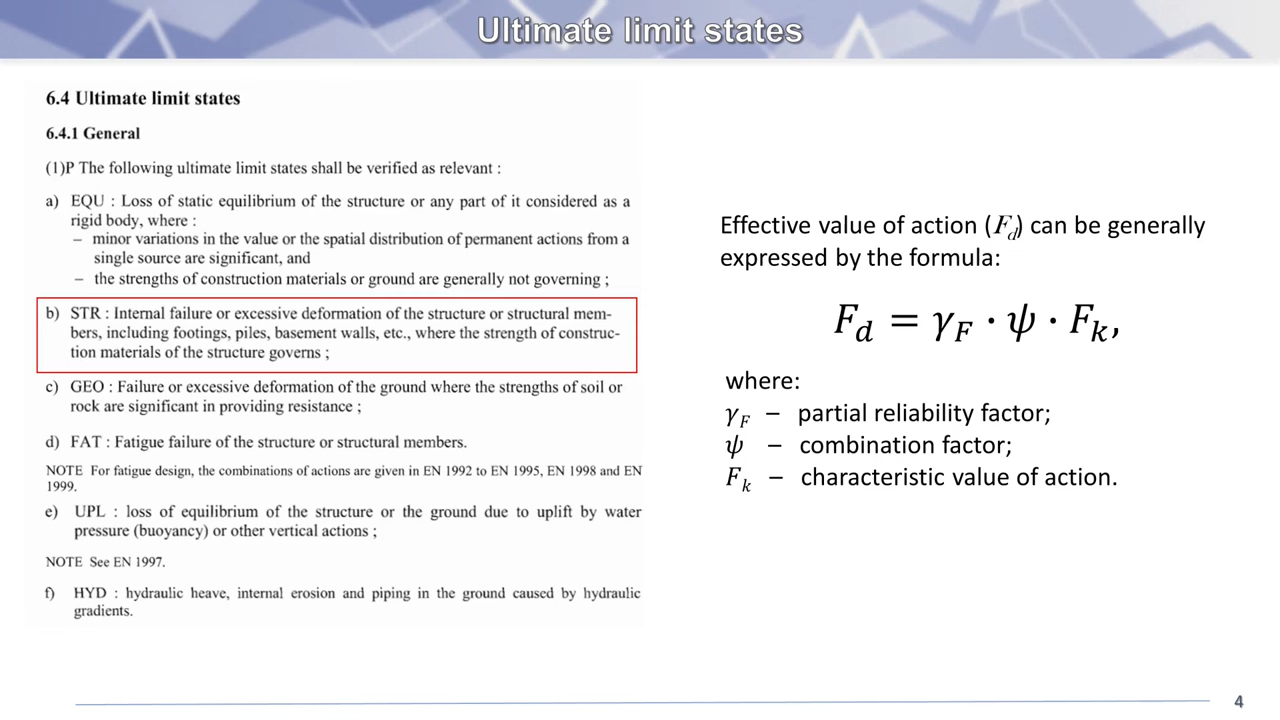 Ultimate limit states
6.4 Ultimate limit states
6.4.1 General
(1)P The following ultimate limit states shall be verified as relevant :
a) EQU : Loss of static equilibrium of the structure or any part of it considered as a
rigid body, where :
– minor variations in the value or the spatial distribution of permanent actions from a
single source are significant, and
– the strengths of construction materials or ground are generally not governing ;
b) STR : Internal failure or excessive deformation of the structure or structural mem-
bers, including footings, piles, basement walls, etc., where the strength of construc-
tion materials of the structure governs ;
c) GEO : Failure or excessive deformation of the ground where the strengths of soil or
rock are significant in providing resistance ;
d) FAT : Fatigue failure of the structure or structural members.
NOTE For fatigue design, the combinations of actions are given in EN 1992 to EN 1995, EN 1998 and EN
1999.
e) UPL : loss of equilibrium of the structure or the ground due to uplift by water
pressure (buoyancy) or other vertical actions ;
NOTE See EN 1997.
f) HYD : hydraulic heave, internal erosion and piping in the ground caused by hydraulic
gradients.
Effective value of action (F_d) can be generally
expressed by the formula:
F_d = γ_F · ψ · F_k,
where:
γ_F – partial reliability factor;
ψ – combination factor;
F_k – characteristic value of action.
4